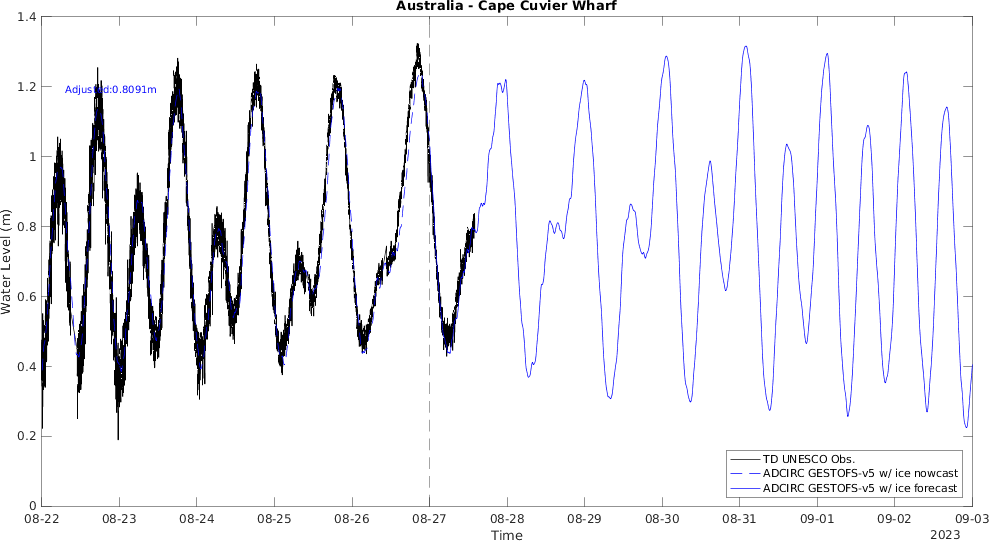 Australia - Cape Cuvier Wharf
1.4
1.2
1
0.8
0.6
0.4
0.2
0
Water Level (m)
Adjusted:0.8091m
TD UNESCO Obs.
ADCIRC GESTOFS-v5 w/ ice nowcast
ADCIRC GESTOFS-v5 w/ ice forecast
08-22 08-23 08-24 08-25 08-26 08-27 08-28 08-29 08-30 08-31 09-01 09-02 09-03
Time
2023